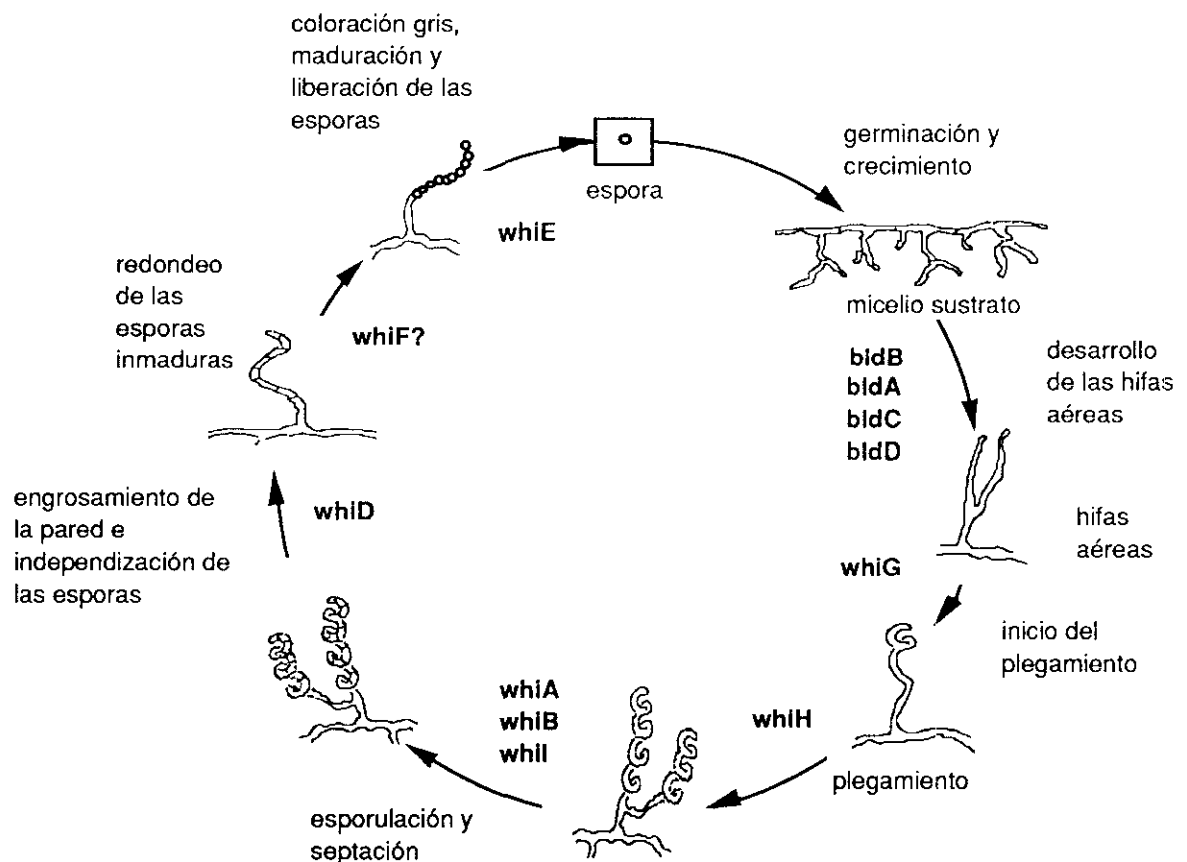 coloración gris,
maduración y
liberación de las
esporas
espora
germinación y
crecimiento
whiE
micelio sustrato
redondeo
de las
esporas
inmaduras
whiF?
bldB
bldA
bldC
bldD
desarrollo
de las hifas
aéreas
hifas
aéreas
whiG
inicio del
plegamiento
whiH
plegamiento
whiA
whiB
whiI
esporulación y
septación
engrosamiento de
la pared e
independización de
las esporas
whiD